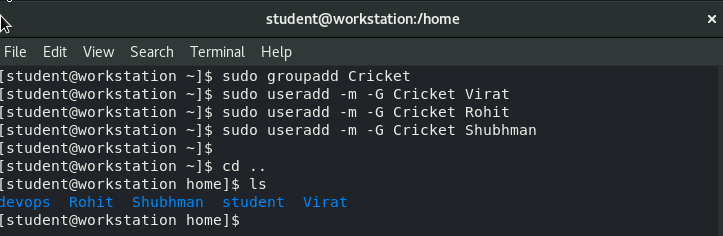 student@workstation:/home ×
File Edit View Search Terminal Help
[student@workstation ~]$ sudo groupadd Cricket
[student@workstation ~]$ sudo useradd -m -G Cricket Virat
[student@workstation ~]$ sudo useradd -m -G Cricket Rohit
[student@workstation ~]$ sudo useradd -m -G Cricket Shubhman
[student@workstation ~]$
[student@workstation ~]$ cd ..
[student@workstation home]$ ls
devops Rohit Shubhman student Virat
[student@workstation home]$